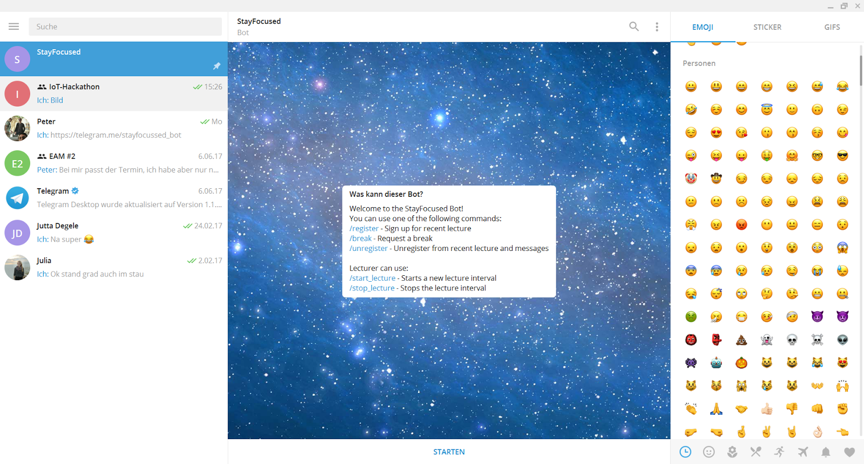 Suche
S
StayFocused
I
IoT-Hackathon
15:26
Ich: Bild
Peter
Mo
Ich: https://telegram.me/stayfocussed_bot
E2
EAM #2
6.06.17
Peter: Bei mir passt der Termin, ich habe aber nur n...
Telegram
6.06.17
Telegram Desktop wurde aktualisiert auf Version 1.1....
JD
Jutta Degele
24.02.17
Ich: Na super 😂
Julia
2.02.17
Ich: Ok stand grad auch im stau
StayFocused
Bot
Was kann dieser Bot?
Welcome to the StayFocused Bot!
You can use one of the following commands:
/register - Sign up for recent lecture
/break - Request a break
/unregister - Unregister from recent lecture and messages
Lecturer can use:
/start_lecture - Starts a new lecture interval
/stop_lecture - Stops the lecture interval
STARTEN
EMOJI
STICKER
GIFS
Personen